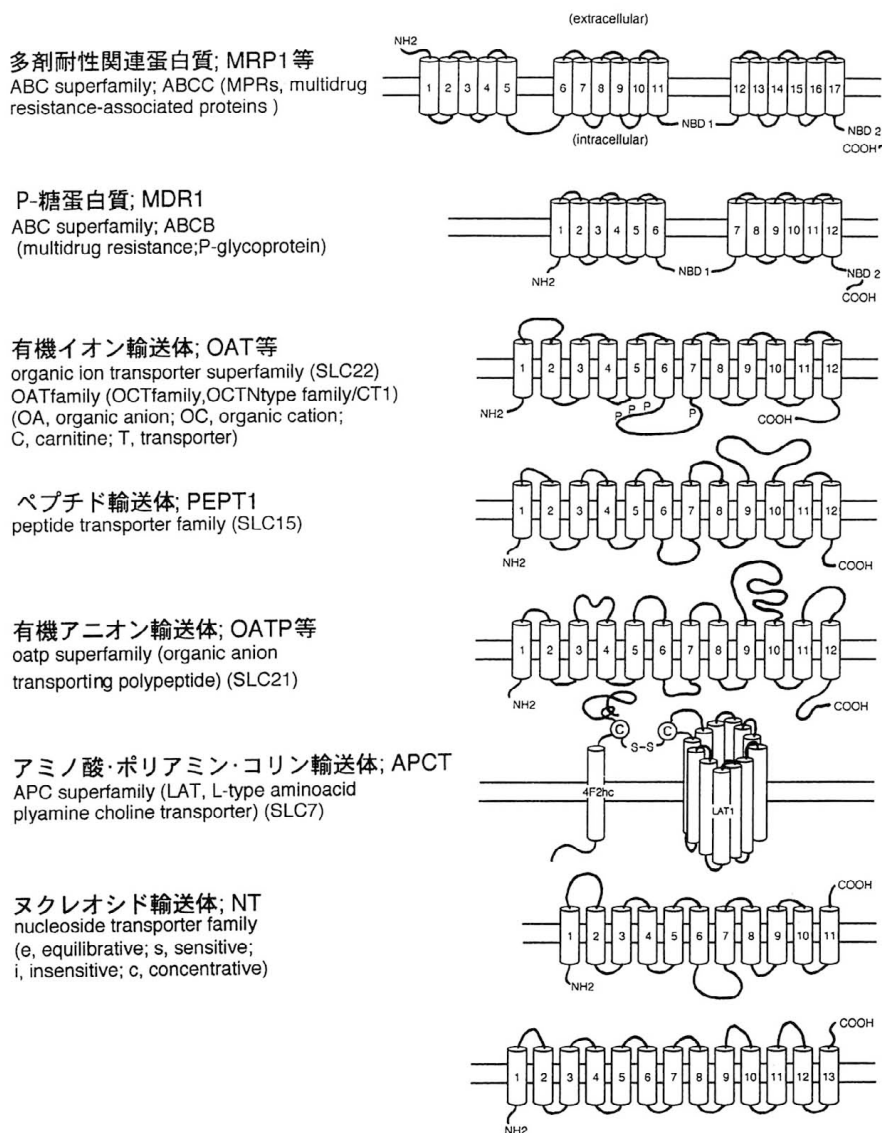 (extracellular)
多剤耐性関連蛋白質; MRP1等
ABC superfamily; ABCC (MPRs, multidrug
resistance-associated proteins )
NH2
1 2 3 4 5 6 7 8 9 10 11 12 13 14 15 16 17
NBD 1
NBD 2
(intracellular)
COOH
P-糖蛋白質; MDR1
ABC superfamily; ABCB
(multidrug resistance;P-glycoprotein)
1 2 3 4 5 6 7 8 9 10 11 12
NH2
NBD 1
NBD 2
COOH
有機イオン輸送体; OAT等
organic ion transporter superfamily (SLC22)
OATfamily (OCTfamily,OCTNtype family/CT1)
(OA, organic anion; OC, organic cation;
C, carnitine; T, transporter)
1 2 3 4 5 6 7 8 9 10 11 12
NH2
P P P P P
COOH
ペプチド輸送体; PEPT1
peptide transporter family (SLC15)
1 2 3 4 5 6 7 8 9 10 11 12
NH2
COOH
有機アニオン輸送体; OATP等
oatp superfamily (organic anion
transporting polypeptide) (SLC21)
1 2 3 4 5 6 7 8 9 10 11 12
NH2
COOH
アミノ酸・ポリアミン・コリン輸送体; APCT
APC superfamily (LAT, L-type aminoacid
plyamine choline transporter) (SLC7)
C S-S C
4F2hc
LAT1
ヌクレオシド輸送体; NT
nucleoside transporter family
(e, equilibrative; s, sensitive;
i, insensitive; c, concentrative)
COOH
1 2 3 4 5 6 7 8 9 10 11
NH2
COOH
1 2 3 4 5 6 7 8 9 10 11 12 13
NH2